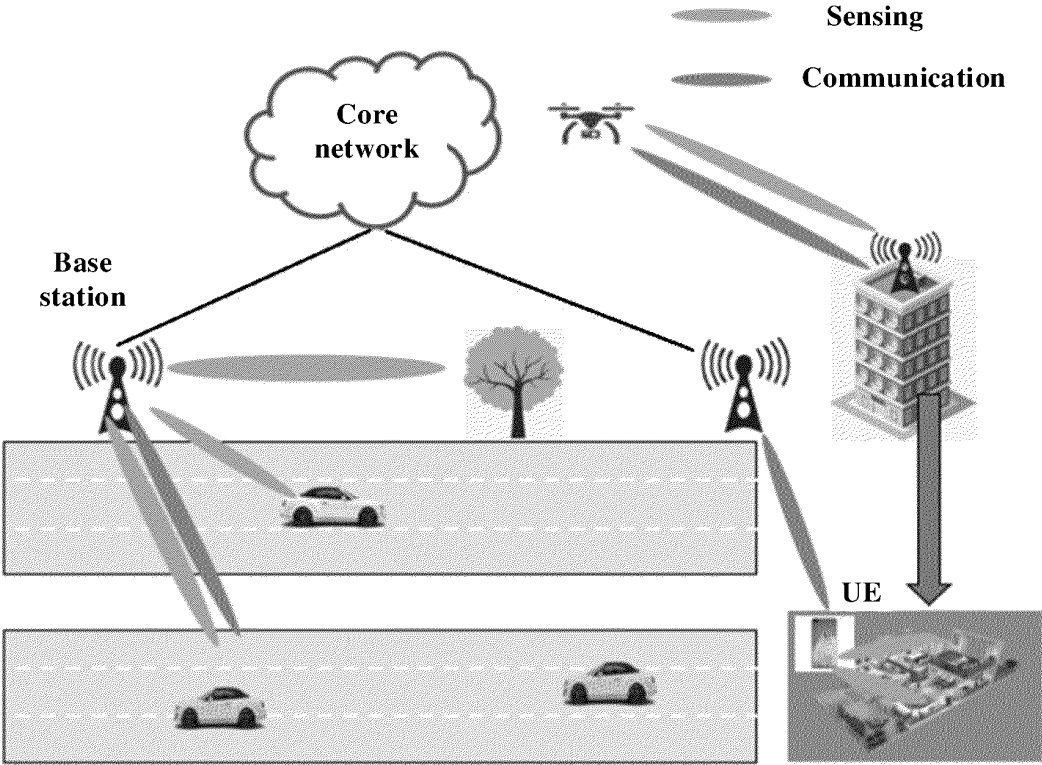 Sensing
Communication
Core
network
Base
station
UE